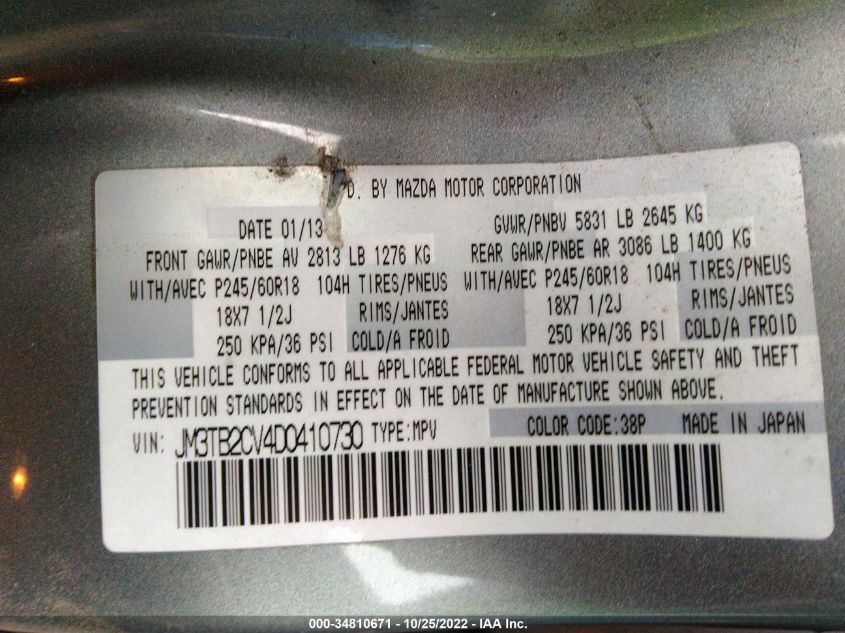 D. BY MAZDA MOTOR CORPORATION
DATE 01/13 GVWR/PNBV 5831 LB 2645 KG
FRONT GAWR/PNBE AV 2813 LB 1276 KG REAR GAWR/PNBE AR 3086 LB 1400 KG
WITH/AVEC P245/60R18 104H TIRES/PNEUS WITH/AVEC P245/60R18 104H TIRES/PNEUS
18X7 1/2J RIMS/JANTES 18X7 1/2J RIMS/JANTES
250 KPA/36 PSI COLD/A FROID 250 KPA/36 PSI COLD/A FROID
THIS VEHICLE CONFORMS TO ALL APPLICABLE FEDERAL MOTOR VEHICLE SAFETY AND THEFT
PREVENTION STANDARDS IN EFFECT ON THE DATE OF MANUFACTURE SHOWN ABOVE.
VIN: JM3TB2CV4D0410730 TYPE:MPV COLOR CODE:38P MADE IN JAPAN
000-34810671 - 10/25/2022 - IAA Inc.